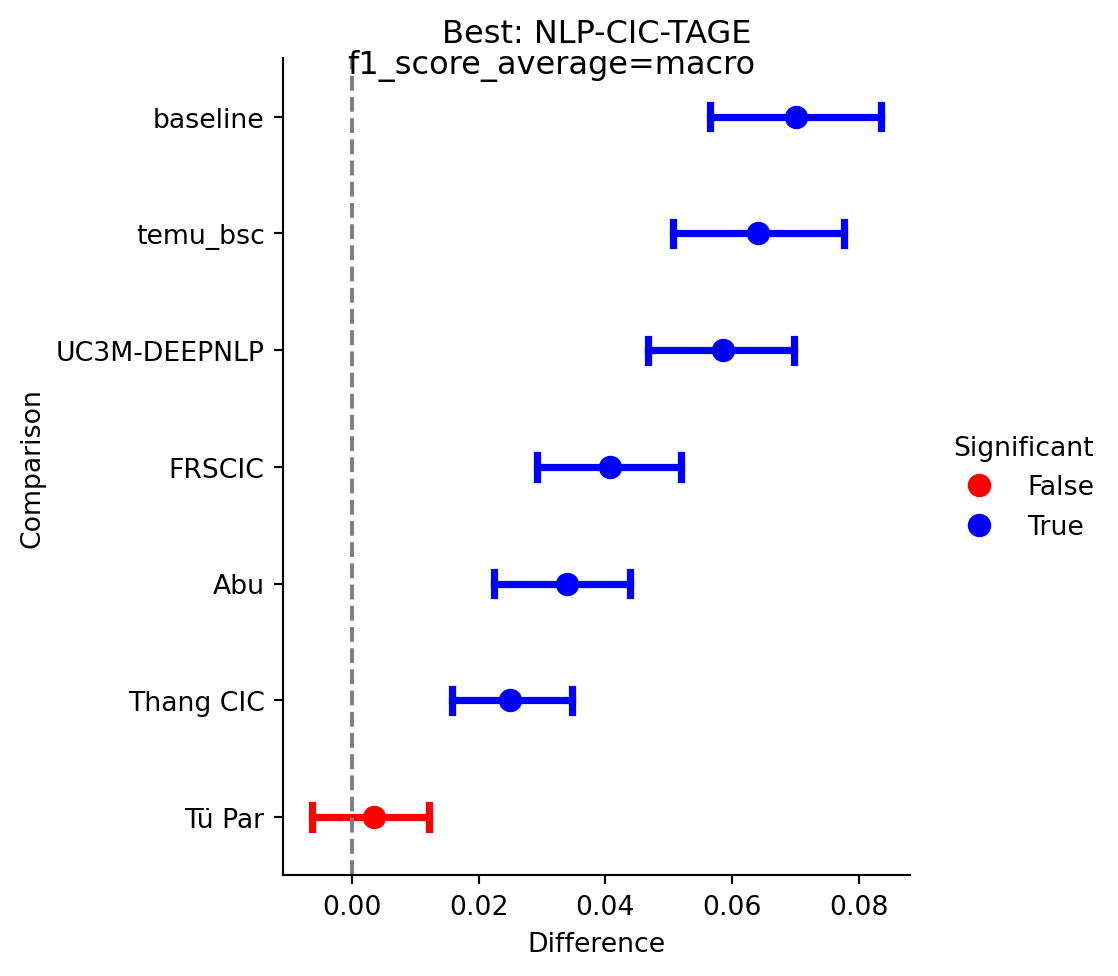 Best: NLP-CIC-TAGE
f1_score_average=macro
Comparison
baseline
temu_bsc
UC3M-DEEPNLP
FRSCIC
Abu
Thang CIC
Tü Par
0.00 0.02 0.04 0.06 0.08
Difference
Significant
False
True